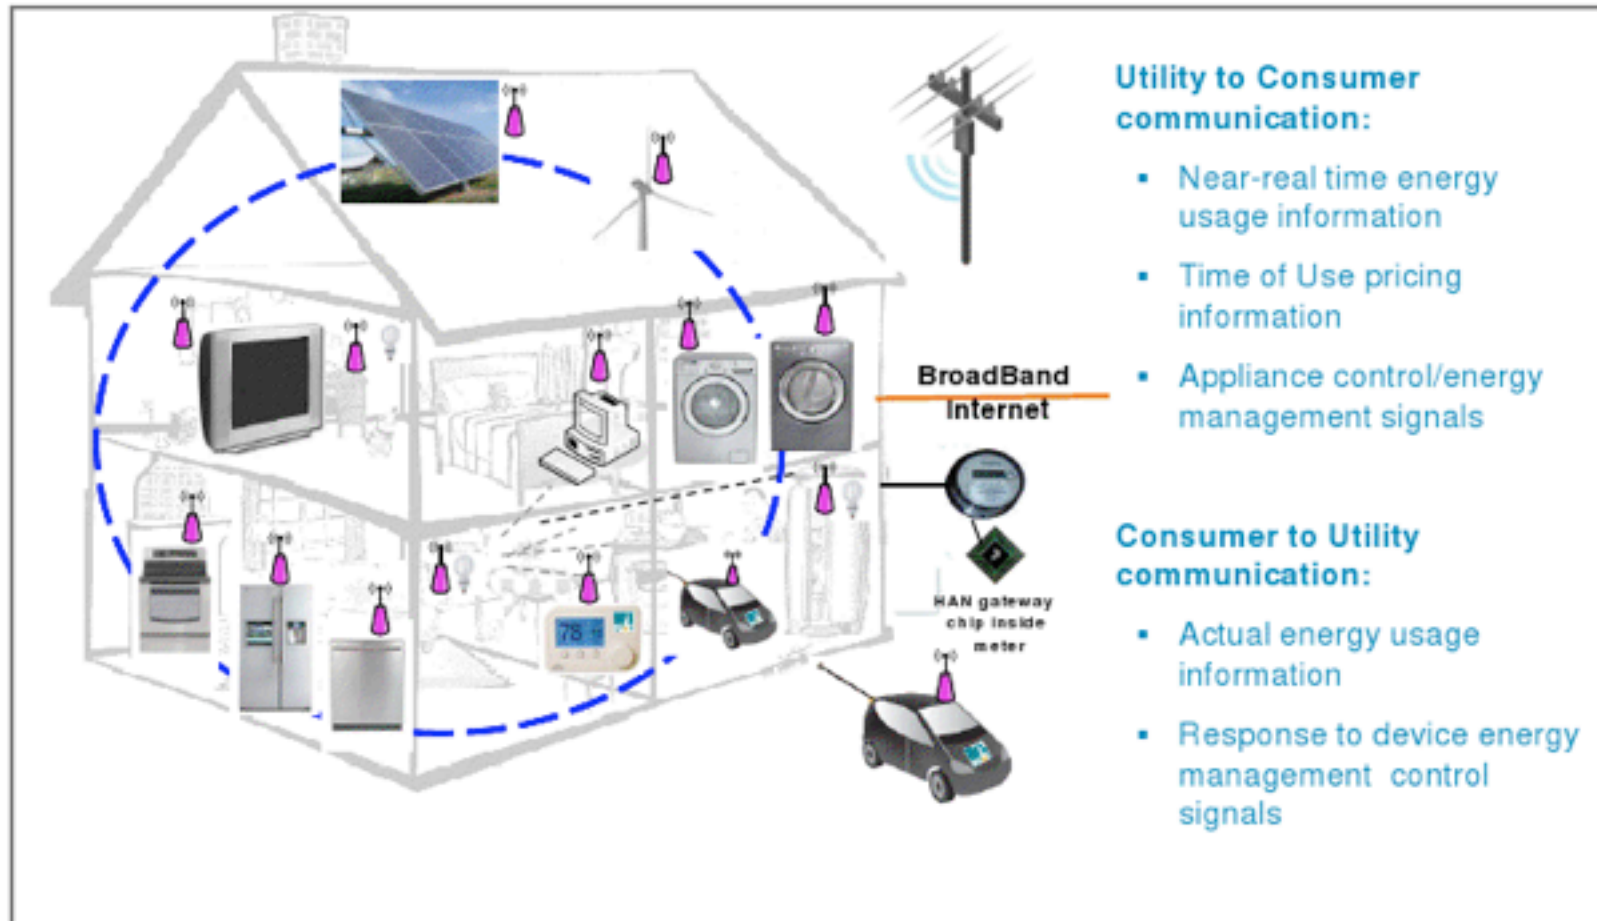 Utility to Consumer
communication:
▪ Near-real time energy
usage information
▪ Time of Use pricing
information
▪ Appliance control/energy
management signals
BroadBand
Internet
HAN gateway
chip inside
meter
78
Consumer to Utility
communication:
▪ Actual energy usage
information
▪ Response to device energy
management control
signals